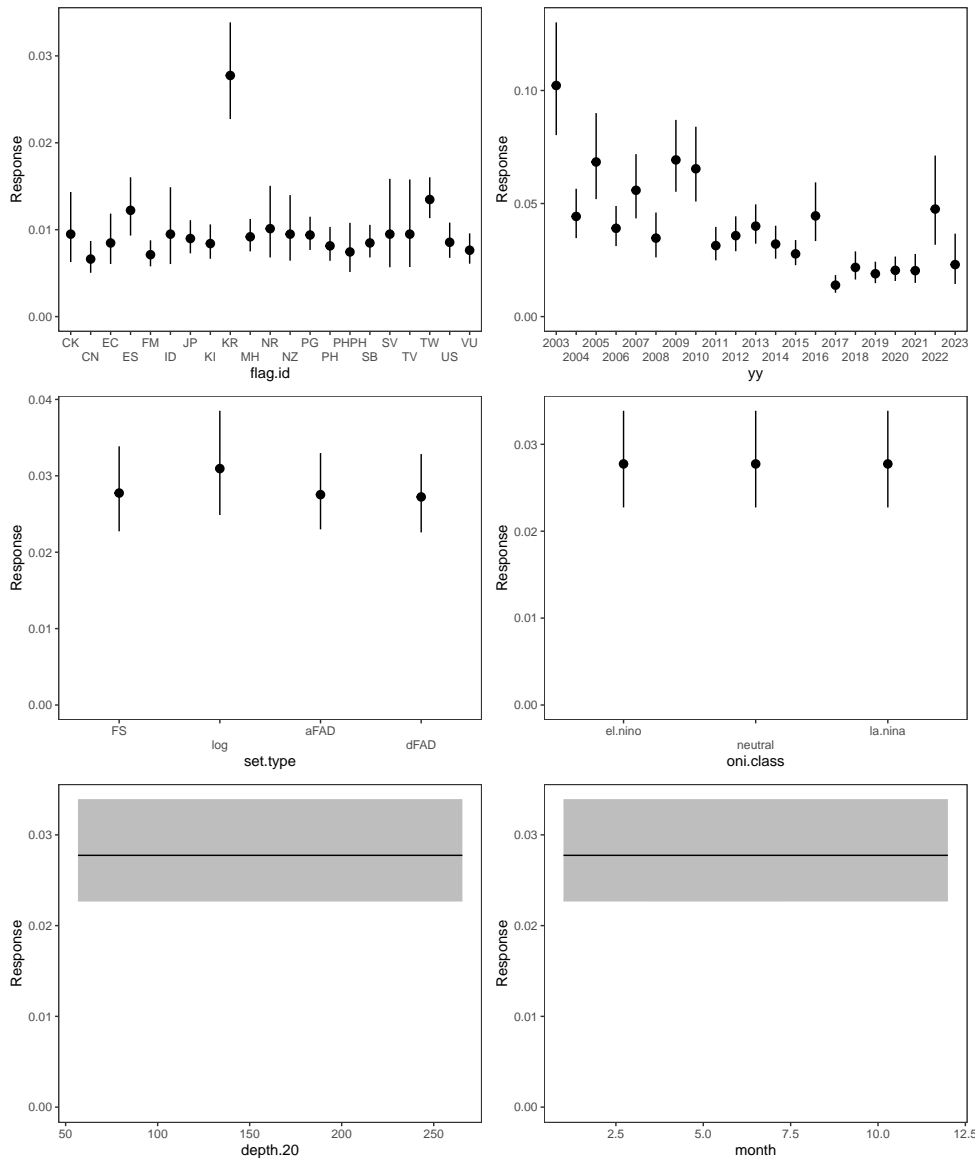 0.03
0.02
0.01
0.00
Response
CK EC FM JP KR NR PG PHPH SV TW VU
CN ES ID KI MH NZ PH SB TV US
flag.id
0.10
0.05
0.00
Response
2003 2005 2007 2009 2011 2013 2015 2017 2019 2021 2023
2004 2006 2008 2010 2012 2014 2016 2018 2020 2022
yy
0.04
0.03
0.02
0.01
0.00
Response
FS aFAD
log dFAD
set.type
0.03
0.02
0.01
0.00
Response
el.nino la.nina
neutral
oni.class
0.03
0.02
0.01
0.00
Response
50 100 150 200 250
depth.20
0.03
0.02
0.01
0.00
Response
2.5 5.0 7.5 10.0 12.5
month